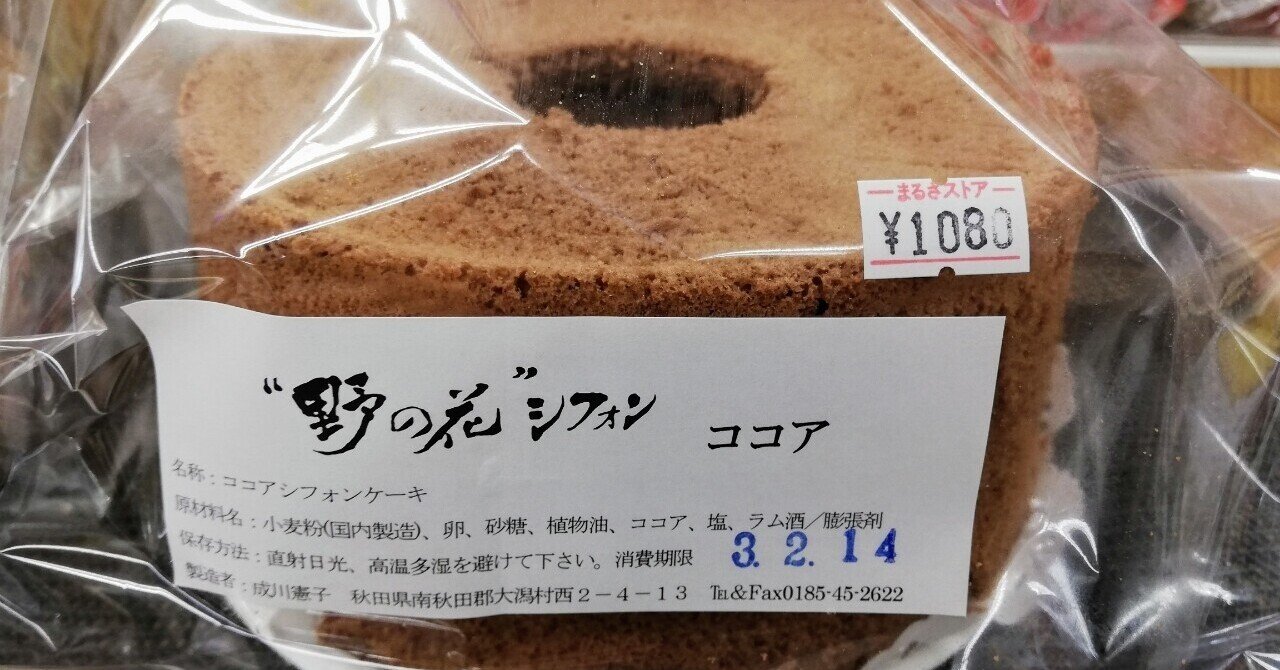 まるさストア
¥1080
“野の花”シフォン ココア
名称：ココアシフォンケーキ
原材料名：小麦粉(国内製造)、卵、砂糖、植物油、ココア、塩、ラム酒／膨張剤
保存方法：直射日光、高温多湿を避けて下さい。消費期限 3.2.14
製造者：成川憲子 秋田県南秋田郡大潟村西２－４－１３ TEL&Fax0185-45-2622